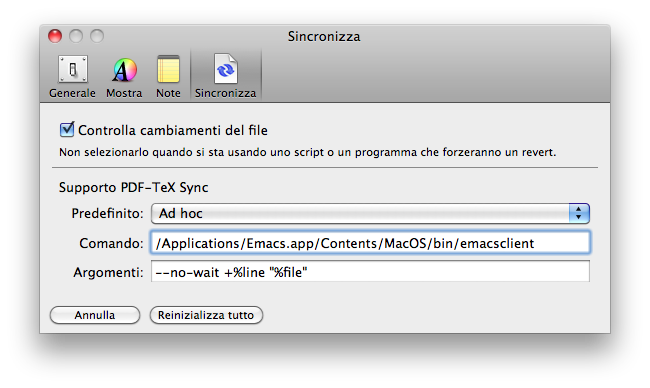 Sincronizza
Generale Mostra Note Sincronizza
Controlla cambiamenti del file
Non selezionarlo quando si sta usando uno script o un programma che forzeranno un revert.
Supporto PDF-TeX Sync
Predefinito: Ad hoc
Comando: /Applications/Emacs.app/Contents/MacOS/bin/emacsclient
Argomenti: --no-wait +%line "%file"
Annulla Reinizializza tutto